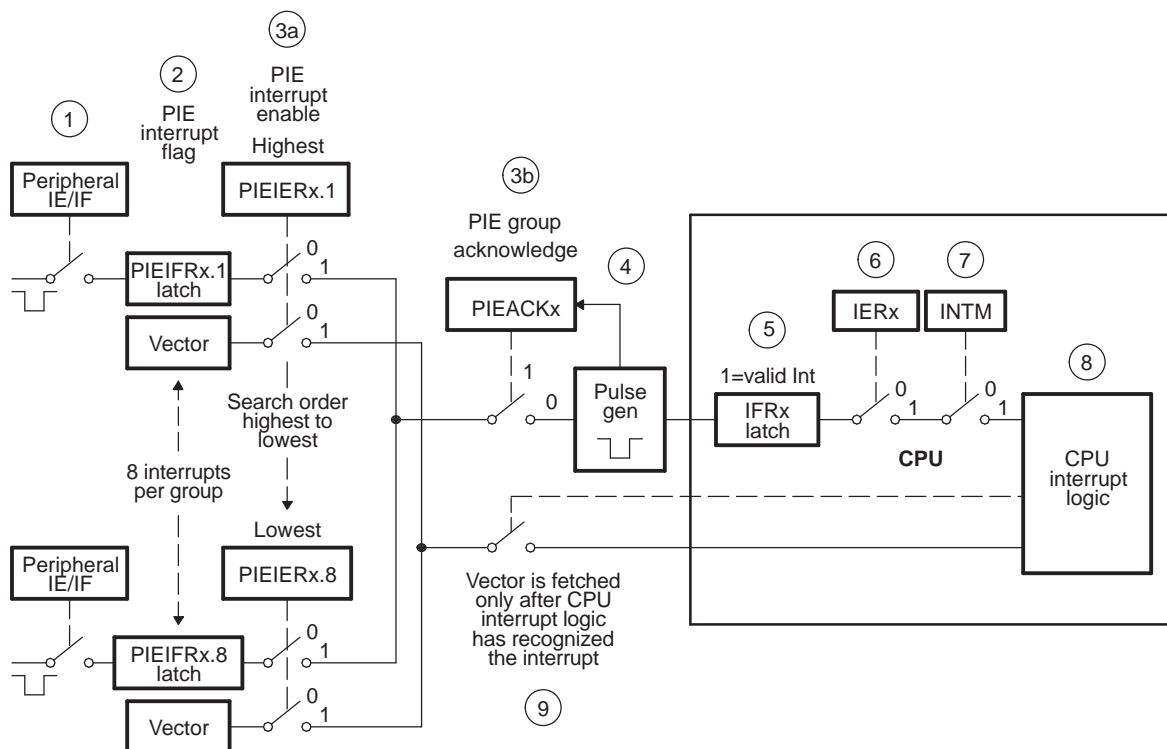 3a
2
PIE
interrupt
enable
1
PIE
interrupt
flag
Highest
3b
Peripheral
IE/IF
PIEIERx.1
PIE group
acknowledge
4
0
1
PIEIFRx.1
latch
6
7
PIEACKx
IERx
INTM
0
1
Vector
5
8
1=valid Int
1
0
Pulse
gen
IFRx
latch
0
1
0
1
CPU
CPU
interrupt
logic
Search order
highest to
lowest
8 interrupts
per group
Lowest
Peripheral
IE/IF
PIEIERx.8
Vector is fetched
only after CPU
interrupt logic
has recognized
the interrupt
0
1
PIEIFRx.8
latch
0
1
Vector
9